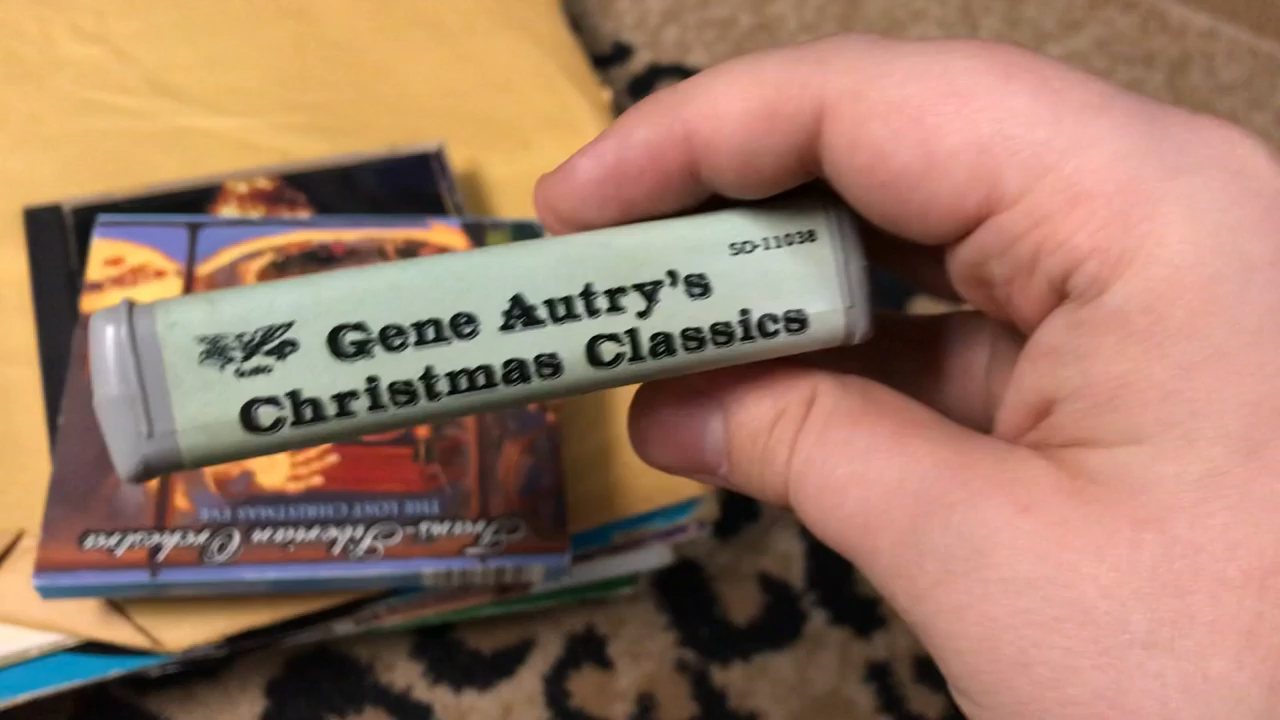 SD-11038
Gene Autry's
Christmas Classics
THE LOST CHRISTMAS EVE
Trans-Siberian Orchestra